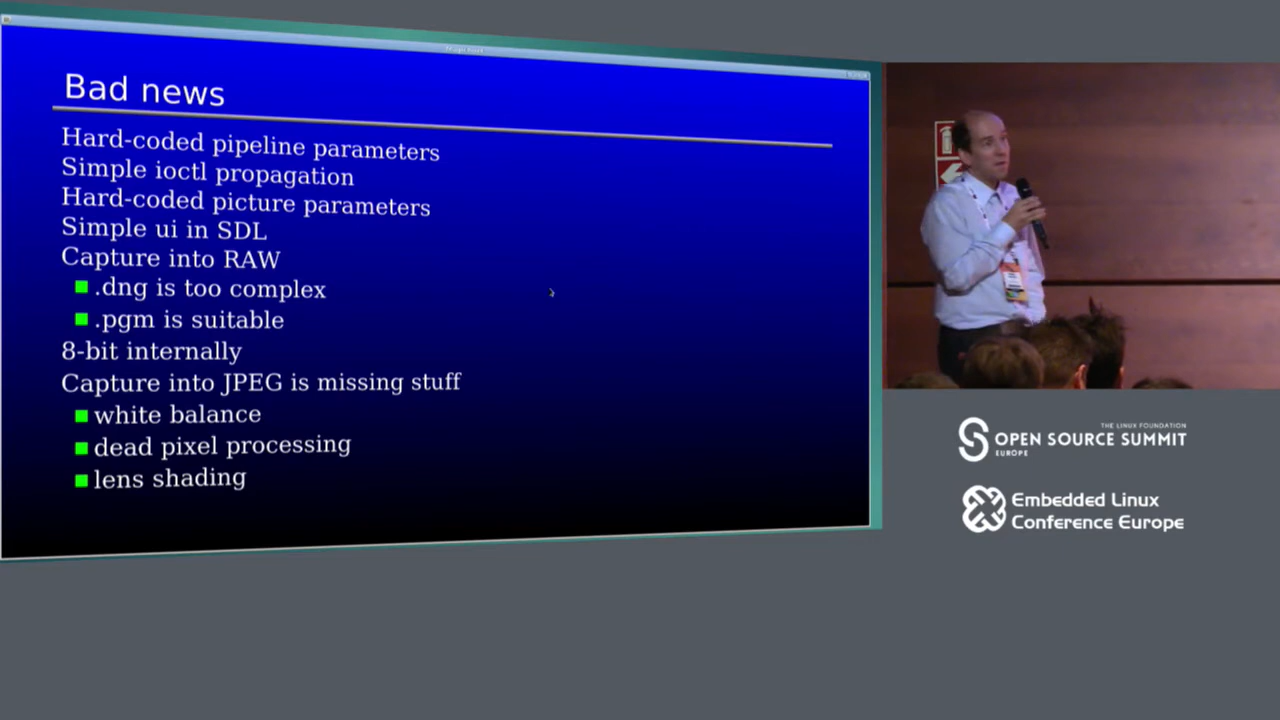 Bad news
Hard-coded pipeline parameters
Simple ioctl propagation
Hard-coded picture parameters
Simple ui in SDL
Capture into RAW
.dng is too complex
.pgm is suitable
8-bit internally
Capture into JPEG is missing stuff
white balance
dead pixel processing
lens shading
THE LINUX FOUNDATION
OPEN SOURCE SUMMIT
EUROPE
Embedded Linux
Conference Europe